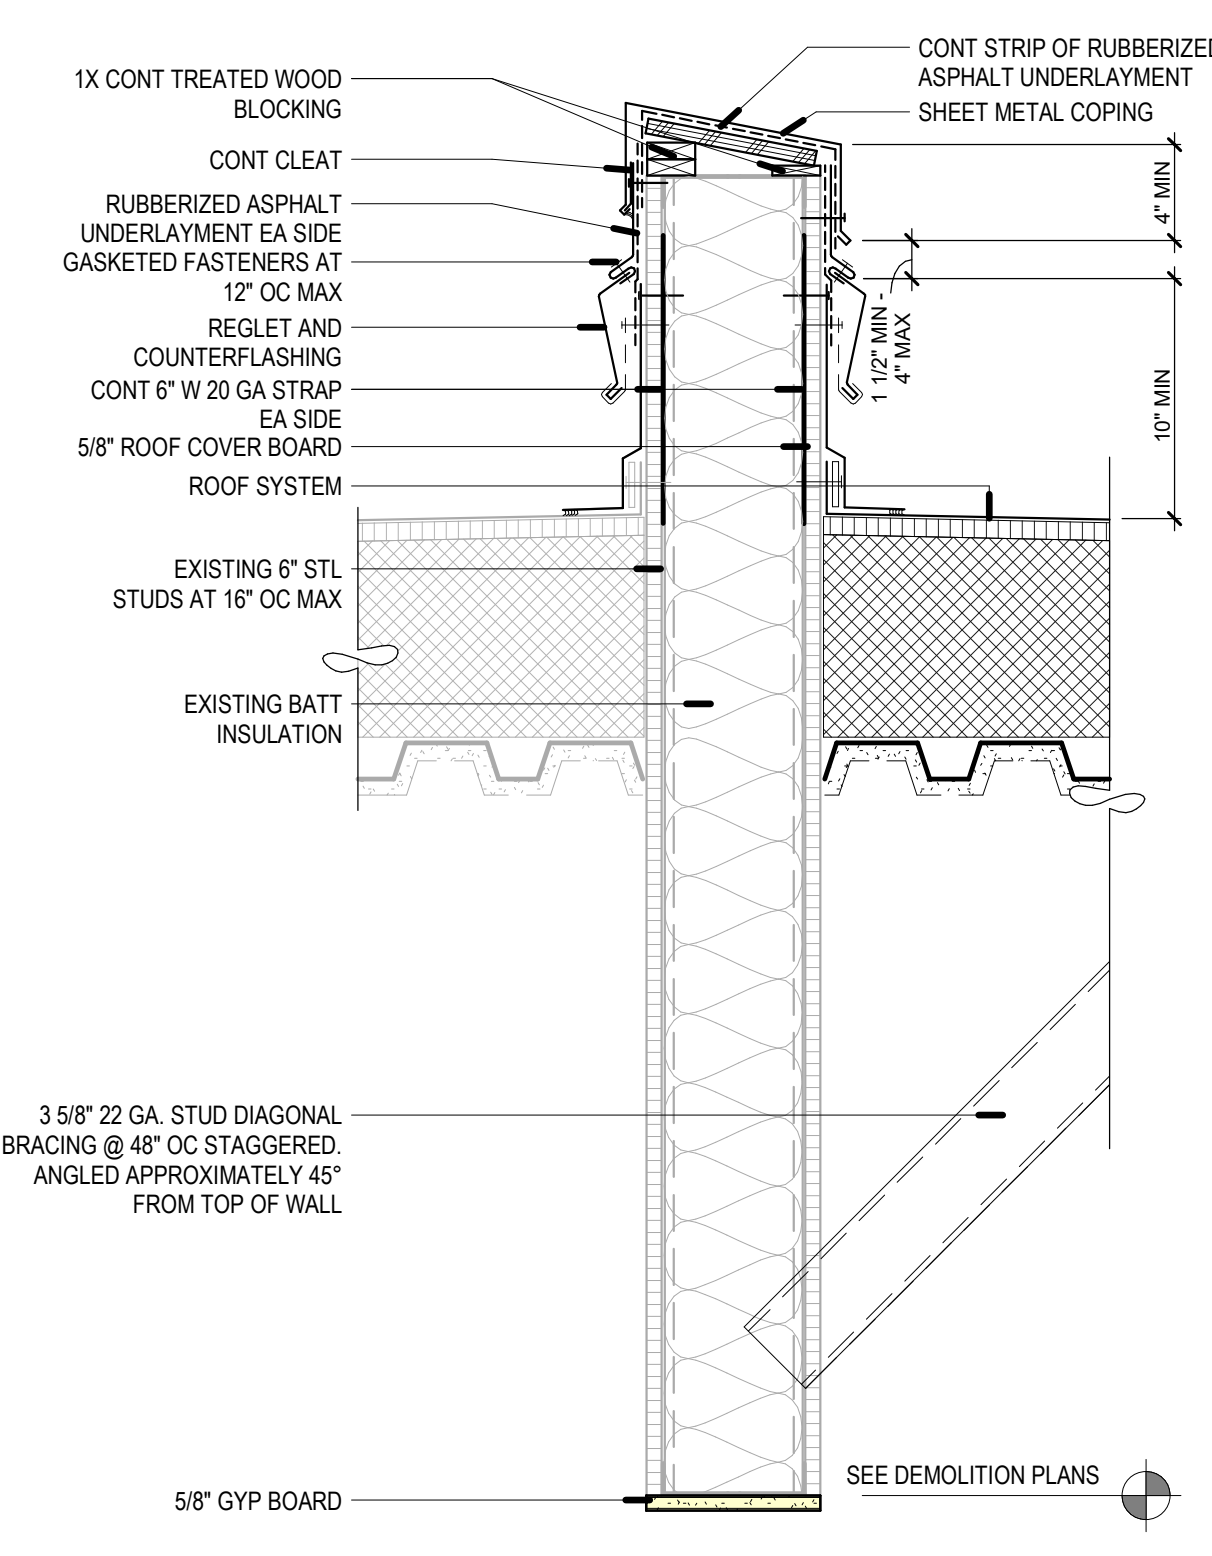 1X CONT TREATED WOOD
BLOCKING
CONT CLEAT
RUBBERIZED ASPHALT
UNDERLAYMENT EA SIDE
GASKETED FASTENERS AT
12" OC MAX
REGLET AND
COUNTERFLASHING
CONT 6" W 20 GA STRAP
EA SIDE
5/8" ROOF COVER BOARD
ROOF SYSTEM
EXISTING 6" STL
STUDS AT 16" OC MAX
EXISTING BATT
INSULATION
3 5/8" 22 GA. STUD DIAGONAL
BRACING @ 48" OC STAGGERED.
ANGLED APPROXIMATELY 45°
FROM TOP OF WALL
5/8" GYP BOARD
CONT STRIP OF RUBBERIZED
ASPHALT UNDERLAYMENT
SHEET METAL COPING
4" MIN
1 1/2" MIN -
4" MAX
10" MIN
SEE DEMOLITION PLANS